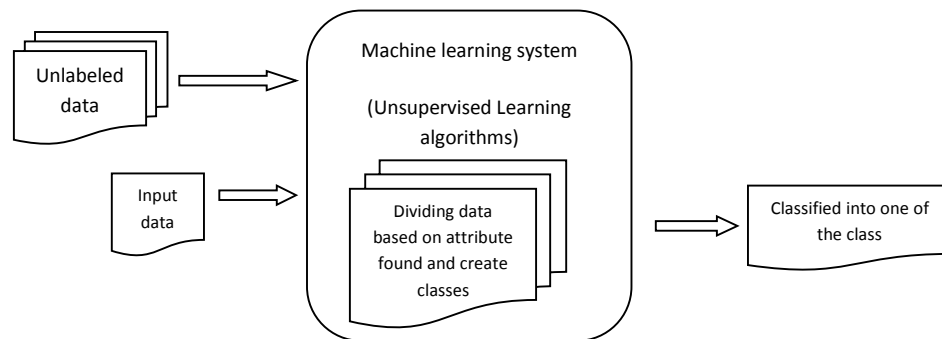 Unlabeled
data
Input
data
Machine learning system
(Unsupervised Learning
algorithms)
Dividing data
based on attribute
found and create
classes
Classified into one of
the class